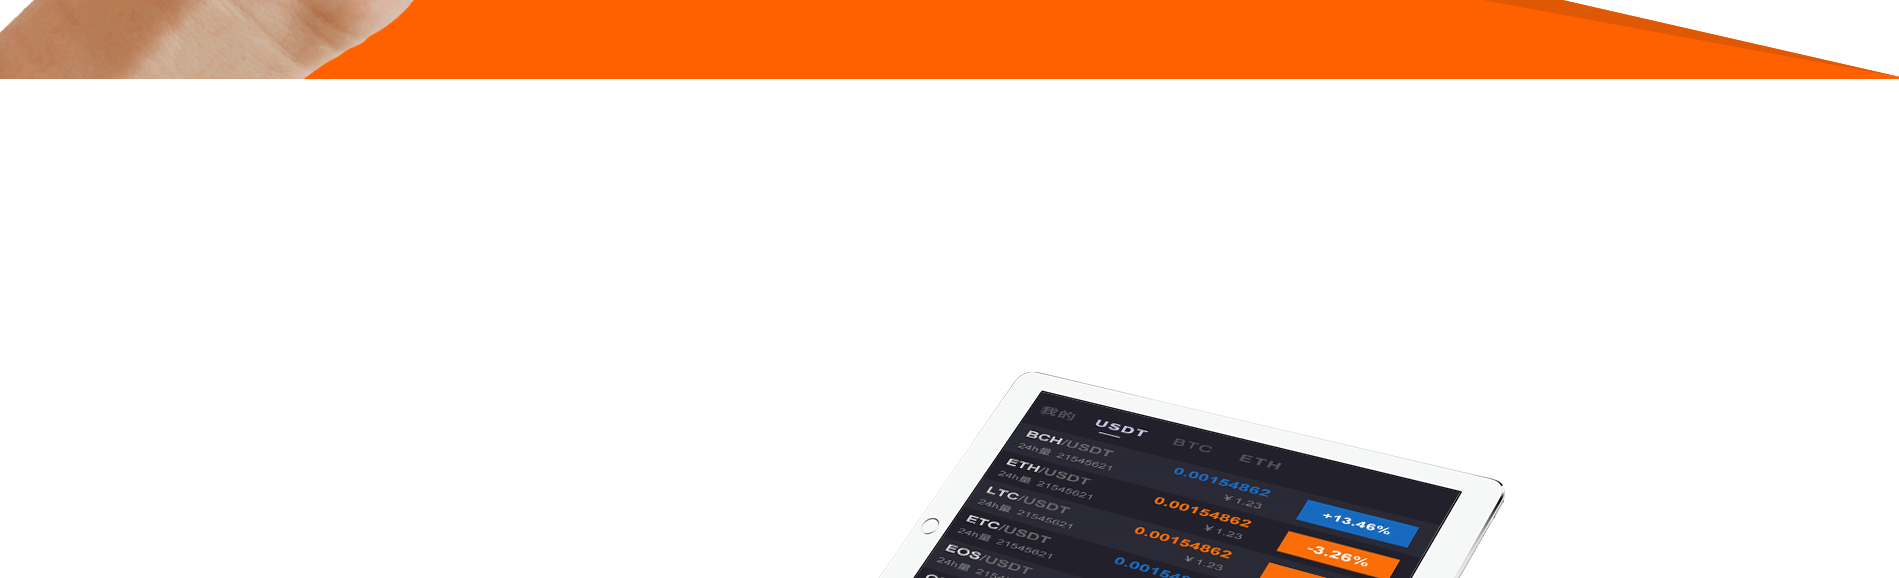 我的 USDT BTC ETH
BCH/USDT 0.00154862 +13.46%
24h量 21545621 ¥ 1.23
ETH/USDT 0.00154862 -3.26%
24h量 21545621 ¥ 1.23
LTC/USDT 0.00154862
24h量 21545621 ¥ 1.23
ETC/USDT
24h量 21545621
EOS/USDT